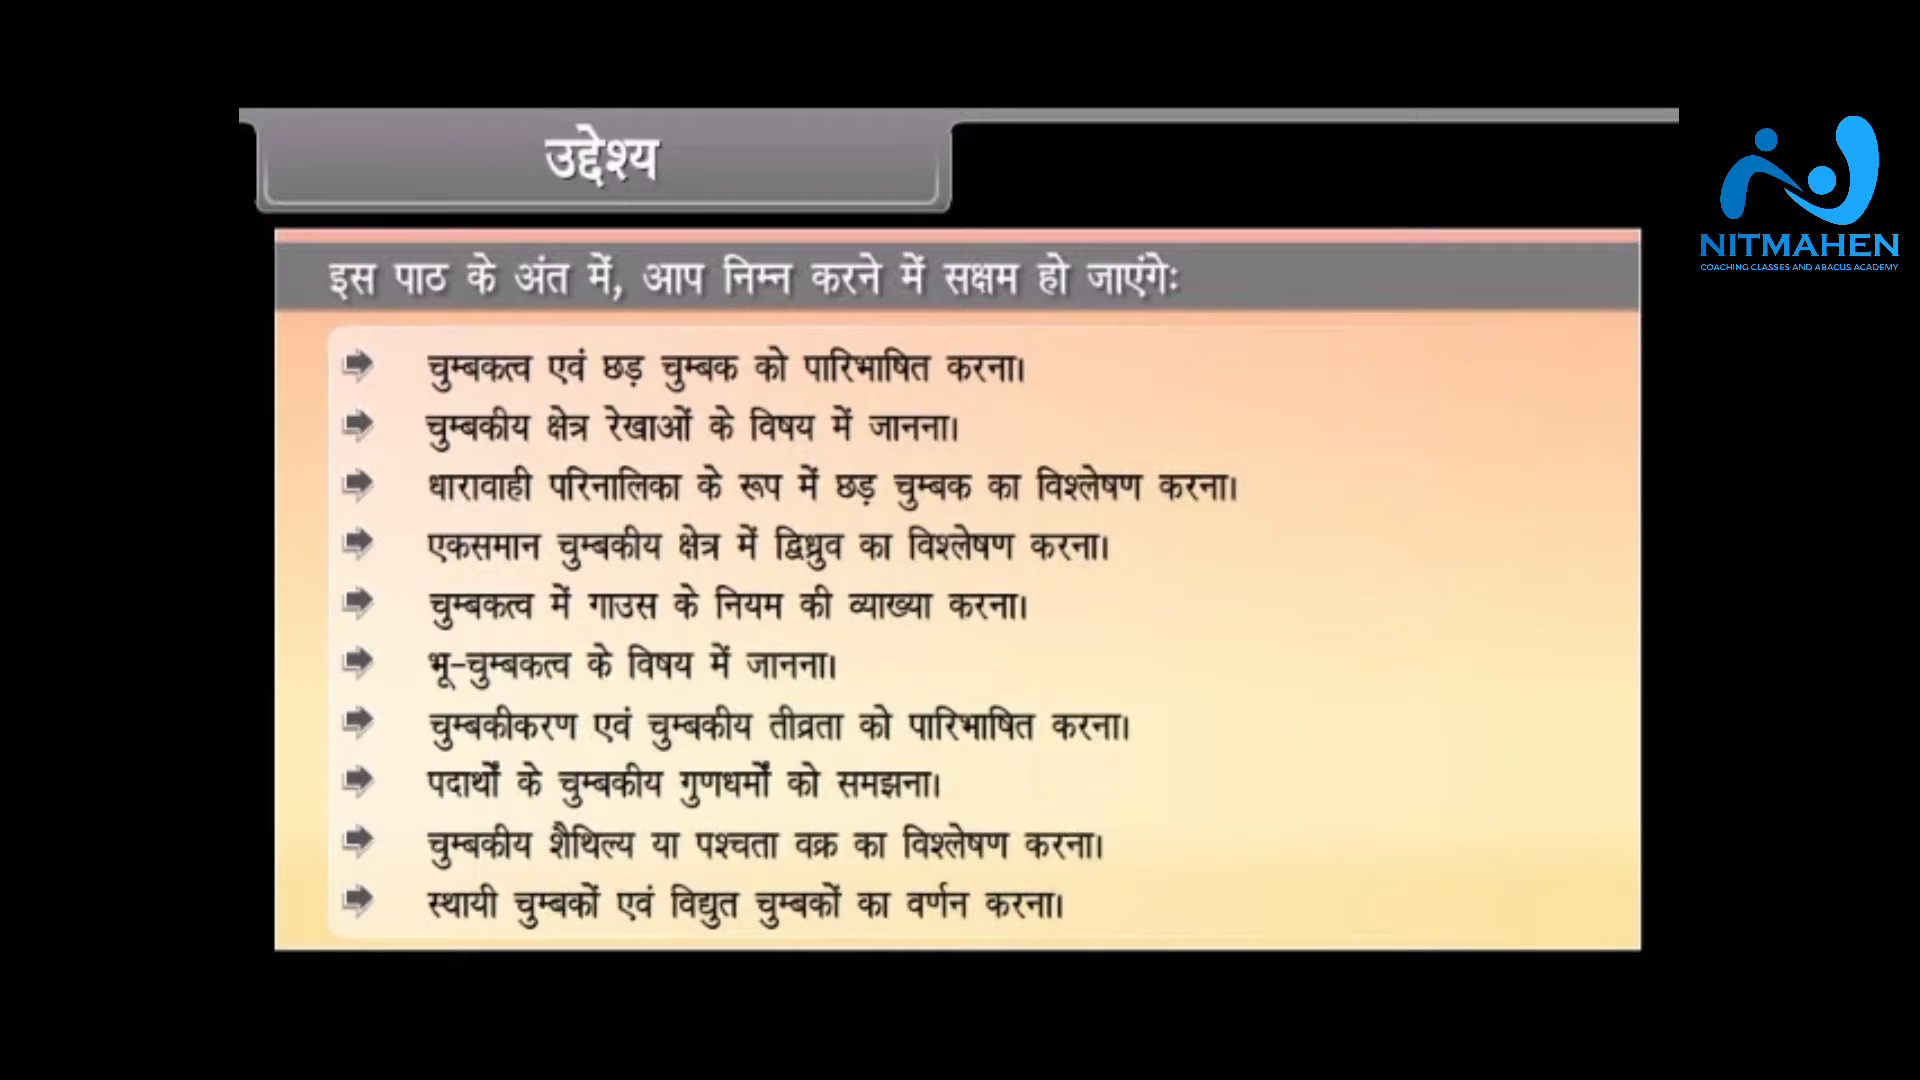 उद्देश्य
NITMAHEN
COACHING CLASSES AND ABACUS ACADEMY
इस पाठ के अंत में, आप निम्न करने में सक्षम हो जाएंगेः
चुम्बकत्व एवं छड़ चुम्बक को पारिभाषित करना।
चुम्बकीय क्षेत्र रेखाओं के विषय में जानना।
धारावाही परिनालिका के रूप में छड़ चुम्बक का विश्लेषण करना।
एकसमान चुम्बकीय क्षेत्र में द्विध्रुव का विश्लेषण करना।
चुम्बकत्व में गाउस के नियम की व्याख्या करना।
भू-चुम्बकत्व के विषय में जानना।
चुम्बकीकरण एवं चुम्बकीय तीव्रता को पारिभाषित करना।
पदार्थों के चुम्बकीय गुणधर्मों को समझना।
चुम्बकीय शैथिल्य या पश्चता वक्र का विश्लेषण करना।
स्थायी चुम्बकों एवं विद्युत चुम्बकों का वर्णन करना।